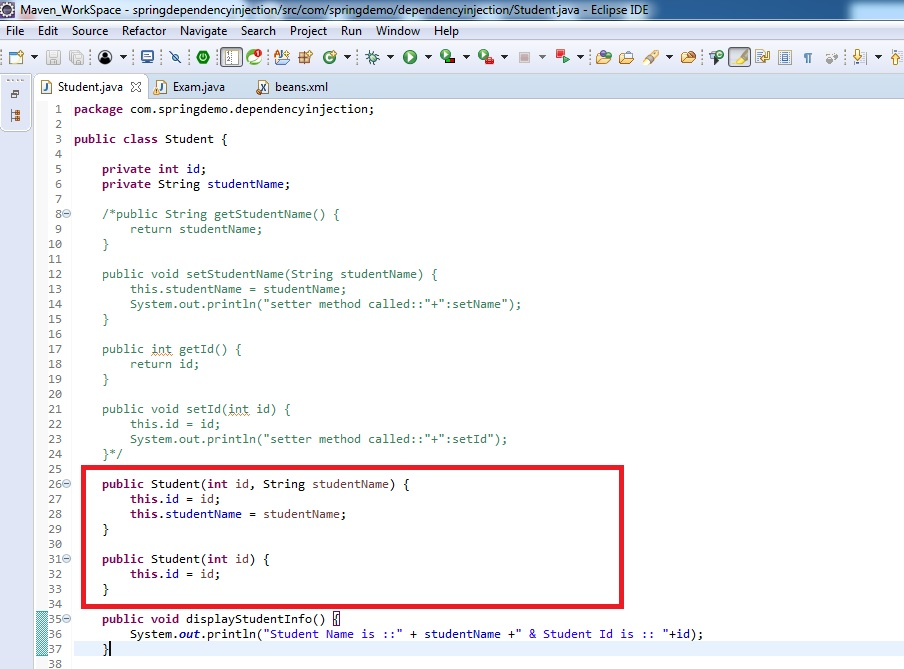 Maven_WorkSpace - springdependencyinjection/src/com/springdemo/dependencyinjection/Student.java - Eclipse IDE
File Edit Source Refactor Navigate Search Project Run Window Help
Student.java Exam.java beans.xml
1 package com.springdemo.dependencyinjection;
2
3 public class Student {
4
5 private int id;
6 private String studentName;
7
8 /*public String getStudentName() {
9 return studentName;
10 }
11
12 public void setStudentName(String studentName) {
13 this.studentName = studentName;
14 System.out.println("setter method called::"+":setName");
15 }
16
17 public int getId() {
18 return id;
19 }
20
21 public void setId(int id) {
22 this.id = id;
23 System.out.println("setter method called::"+":setId");
24 }*/
25
26 public Student(int id, String studentName) {
27 this.id = id;
28 this.studentName = studentName;
29 }
30
31 public Student(int id) {
32 this.id = id;
33 }
34
35 public void displayStudentInfo() {
36 System.out.println("Student Name is ::" + studentName +" & Student Id is :: "+id);
37 }
38